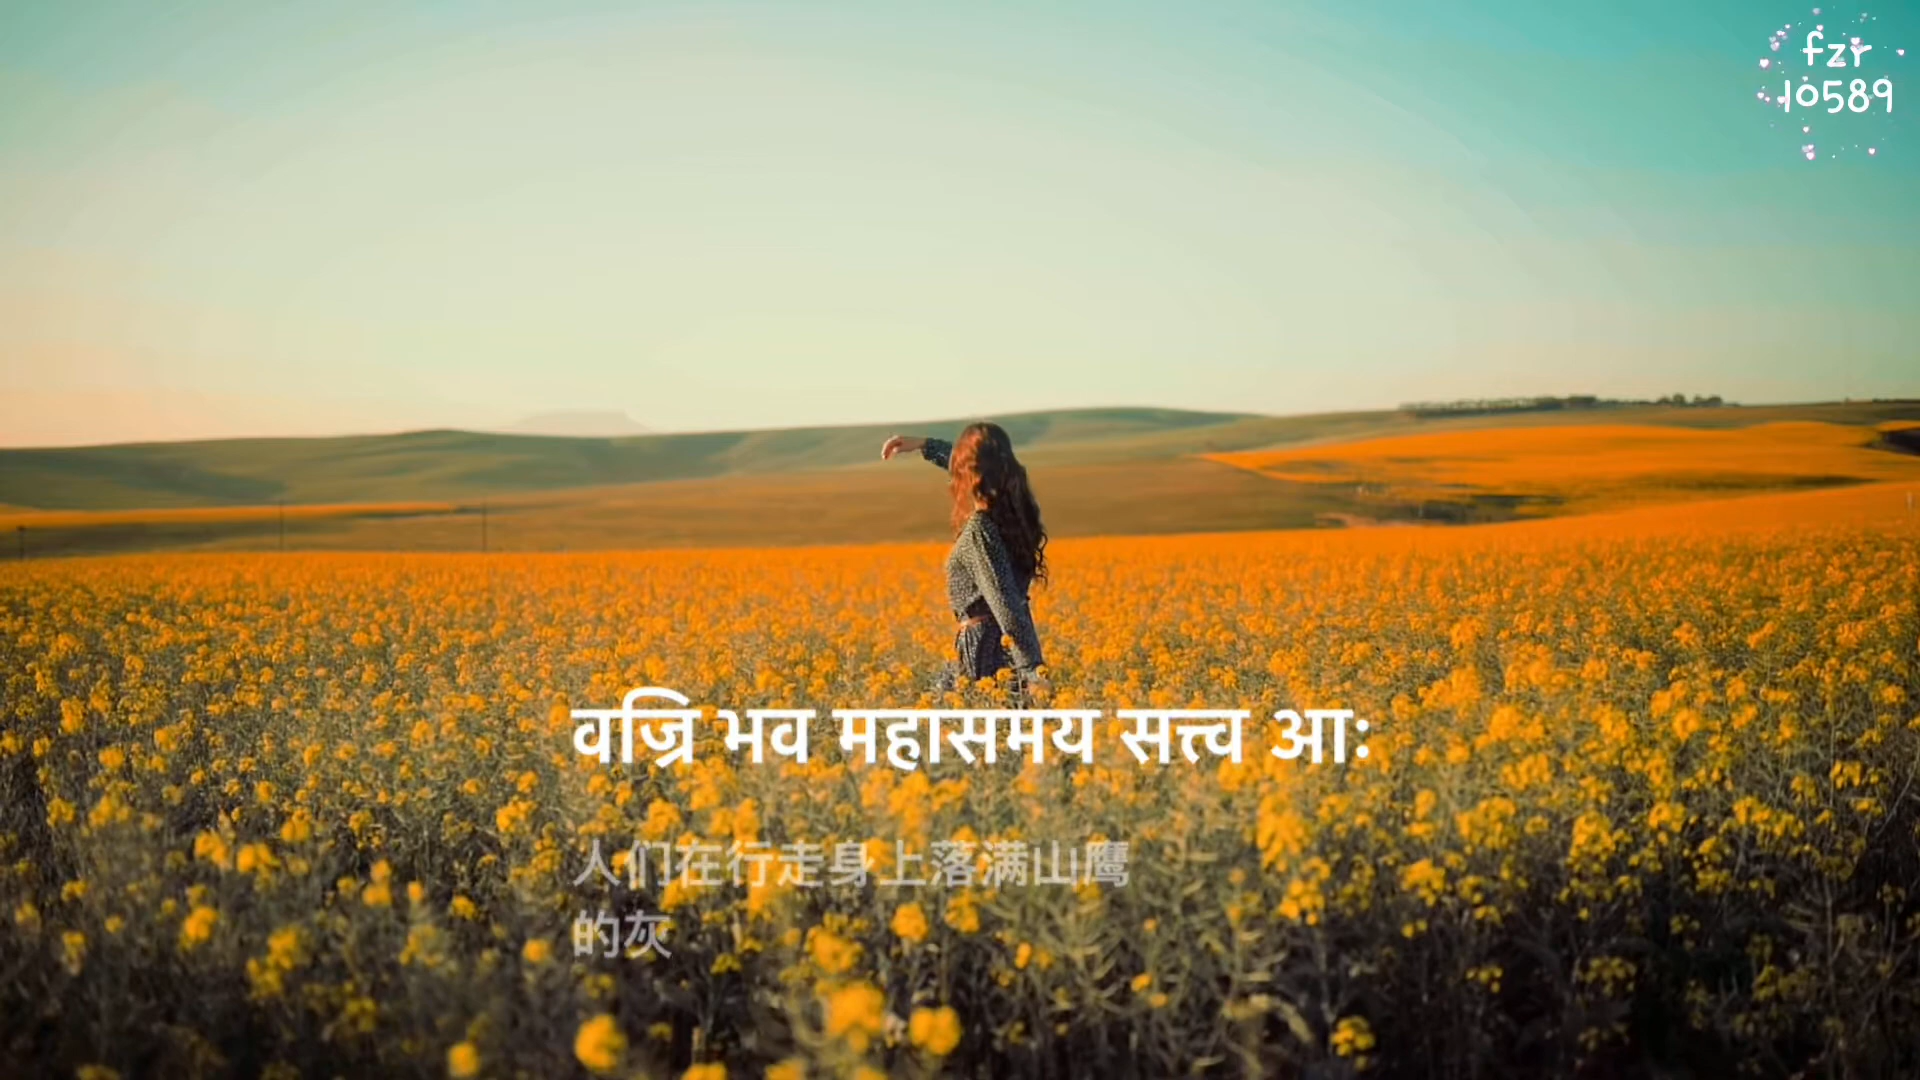 fzr
10589
वज्रि भव महासमय सत्त्व आः
人们在行走身上落满山鹰
的灰